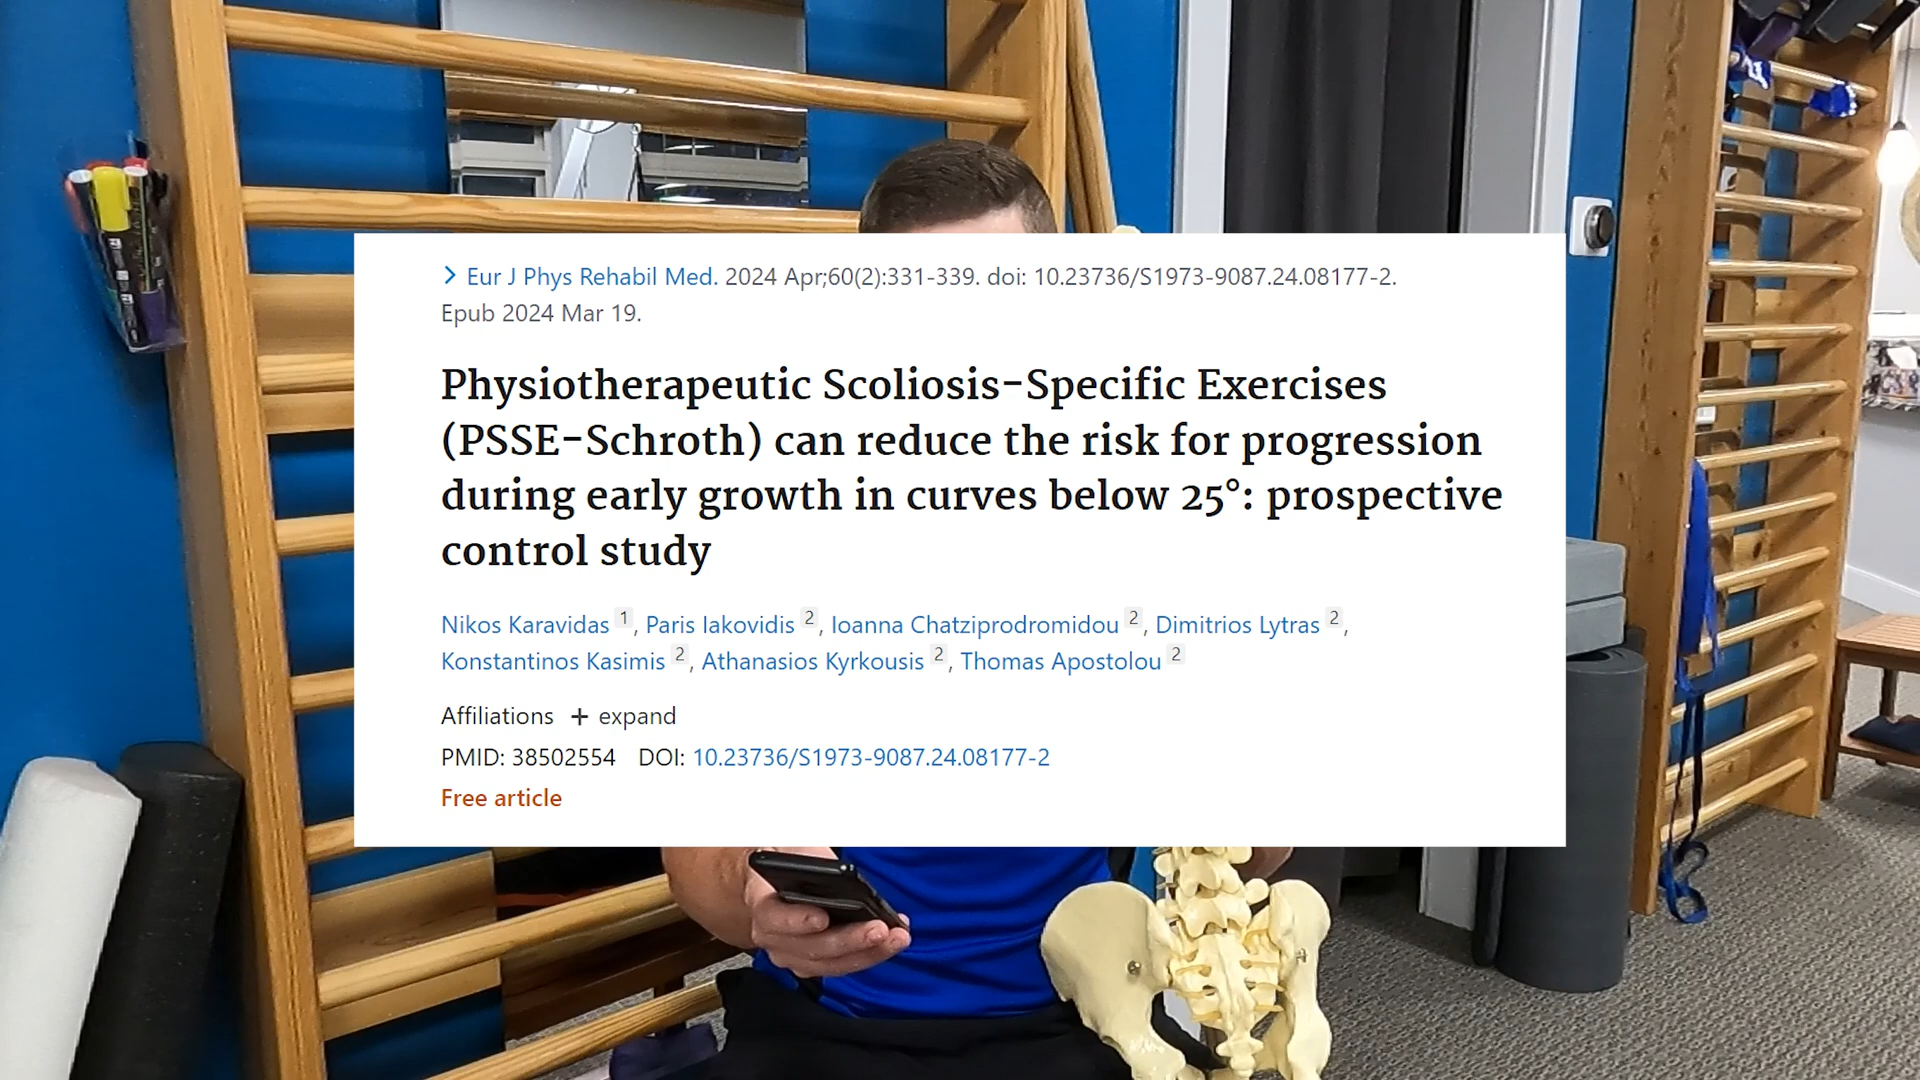 Eur J Phys Rehabil Med. 2024 Apr;60(2):331-339. doi: 10.23736/S1973-9087.24.08177-2.
Epub 2024 Mar 19.
Physiotherapeutic Scoliosis-Specific Exercises
(PSSE-Schroth) can reduce the risk for progression
during early growth in curves below 25°: prospective
control study
Nikos Karavidas 1, Paris Iakovidis 2, Ioanna Chatziprodromidou 2, Dimitrios Lytras 2,
Konstantinos Kasimis 2, Athanasios Kyrkousis 2, Thomas Apostolou 2
Affiliations + expand
PMID: 38502554 DOI: 10.23736/S1973-9087.24.08177-2
Free article